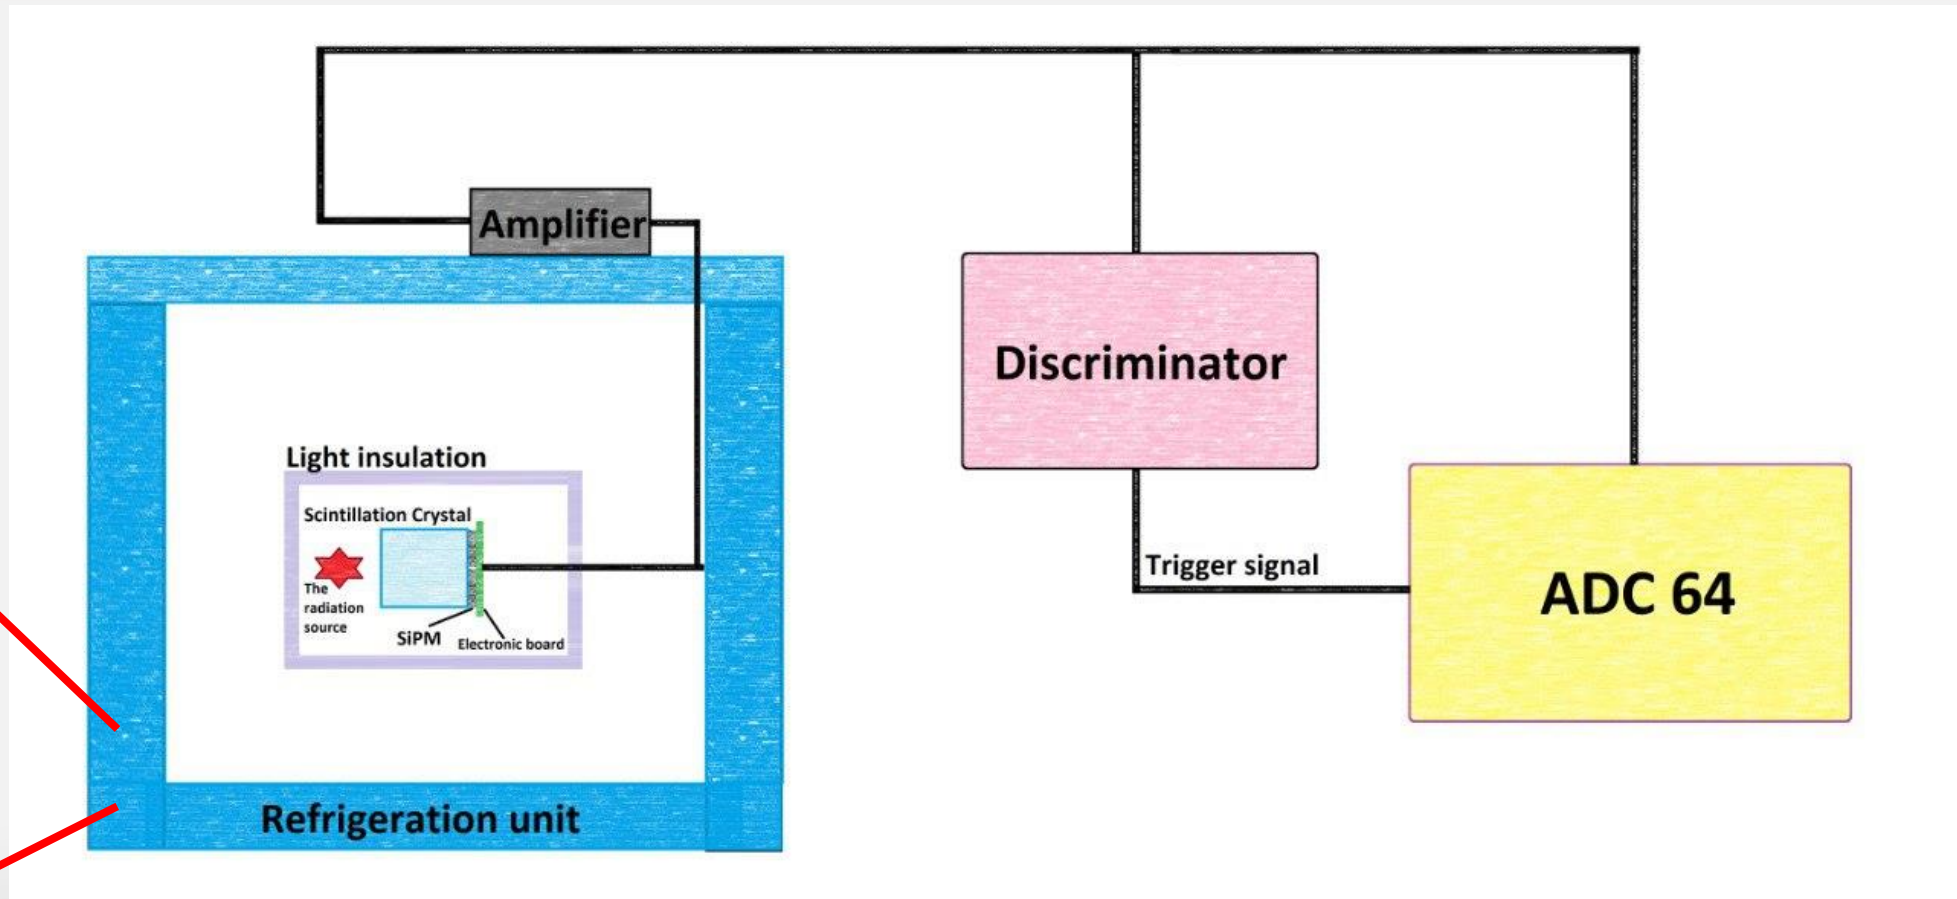 Amplifier
Discriminator
Light insulation
Scintillation Crystal
The
radiation
source
SiPM
Electronic board
Trigger signal
ADC 64
Refrigeration unit